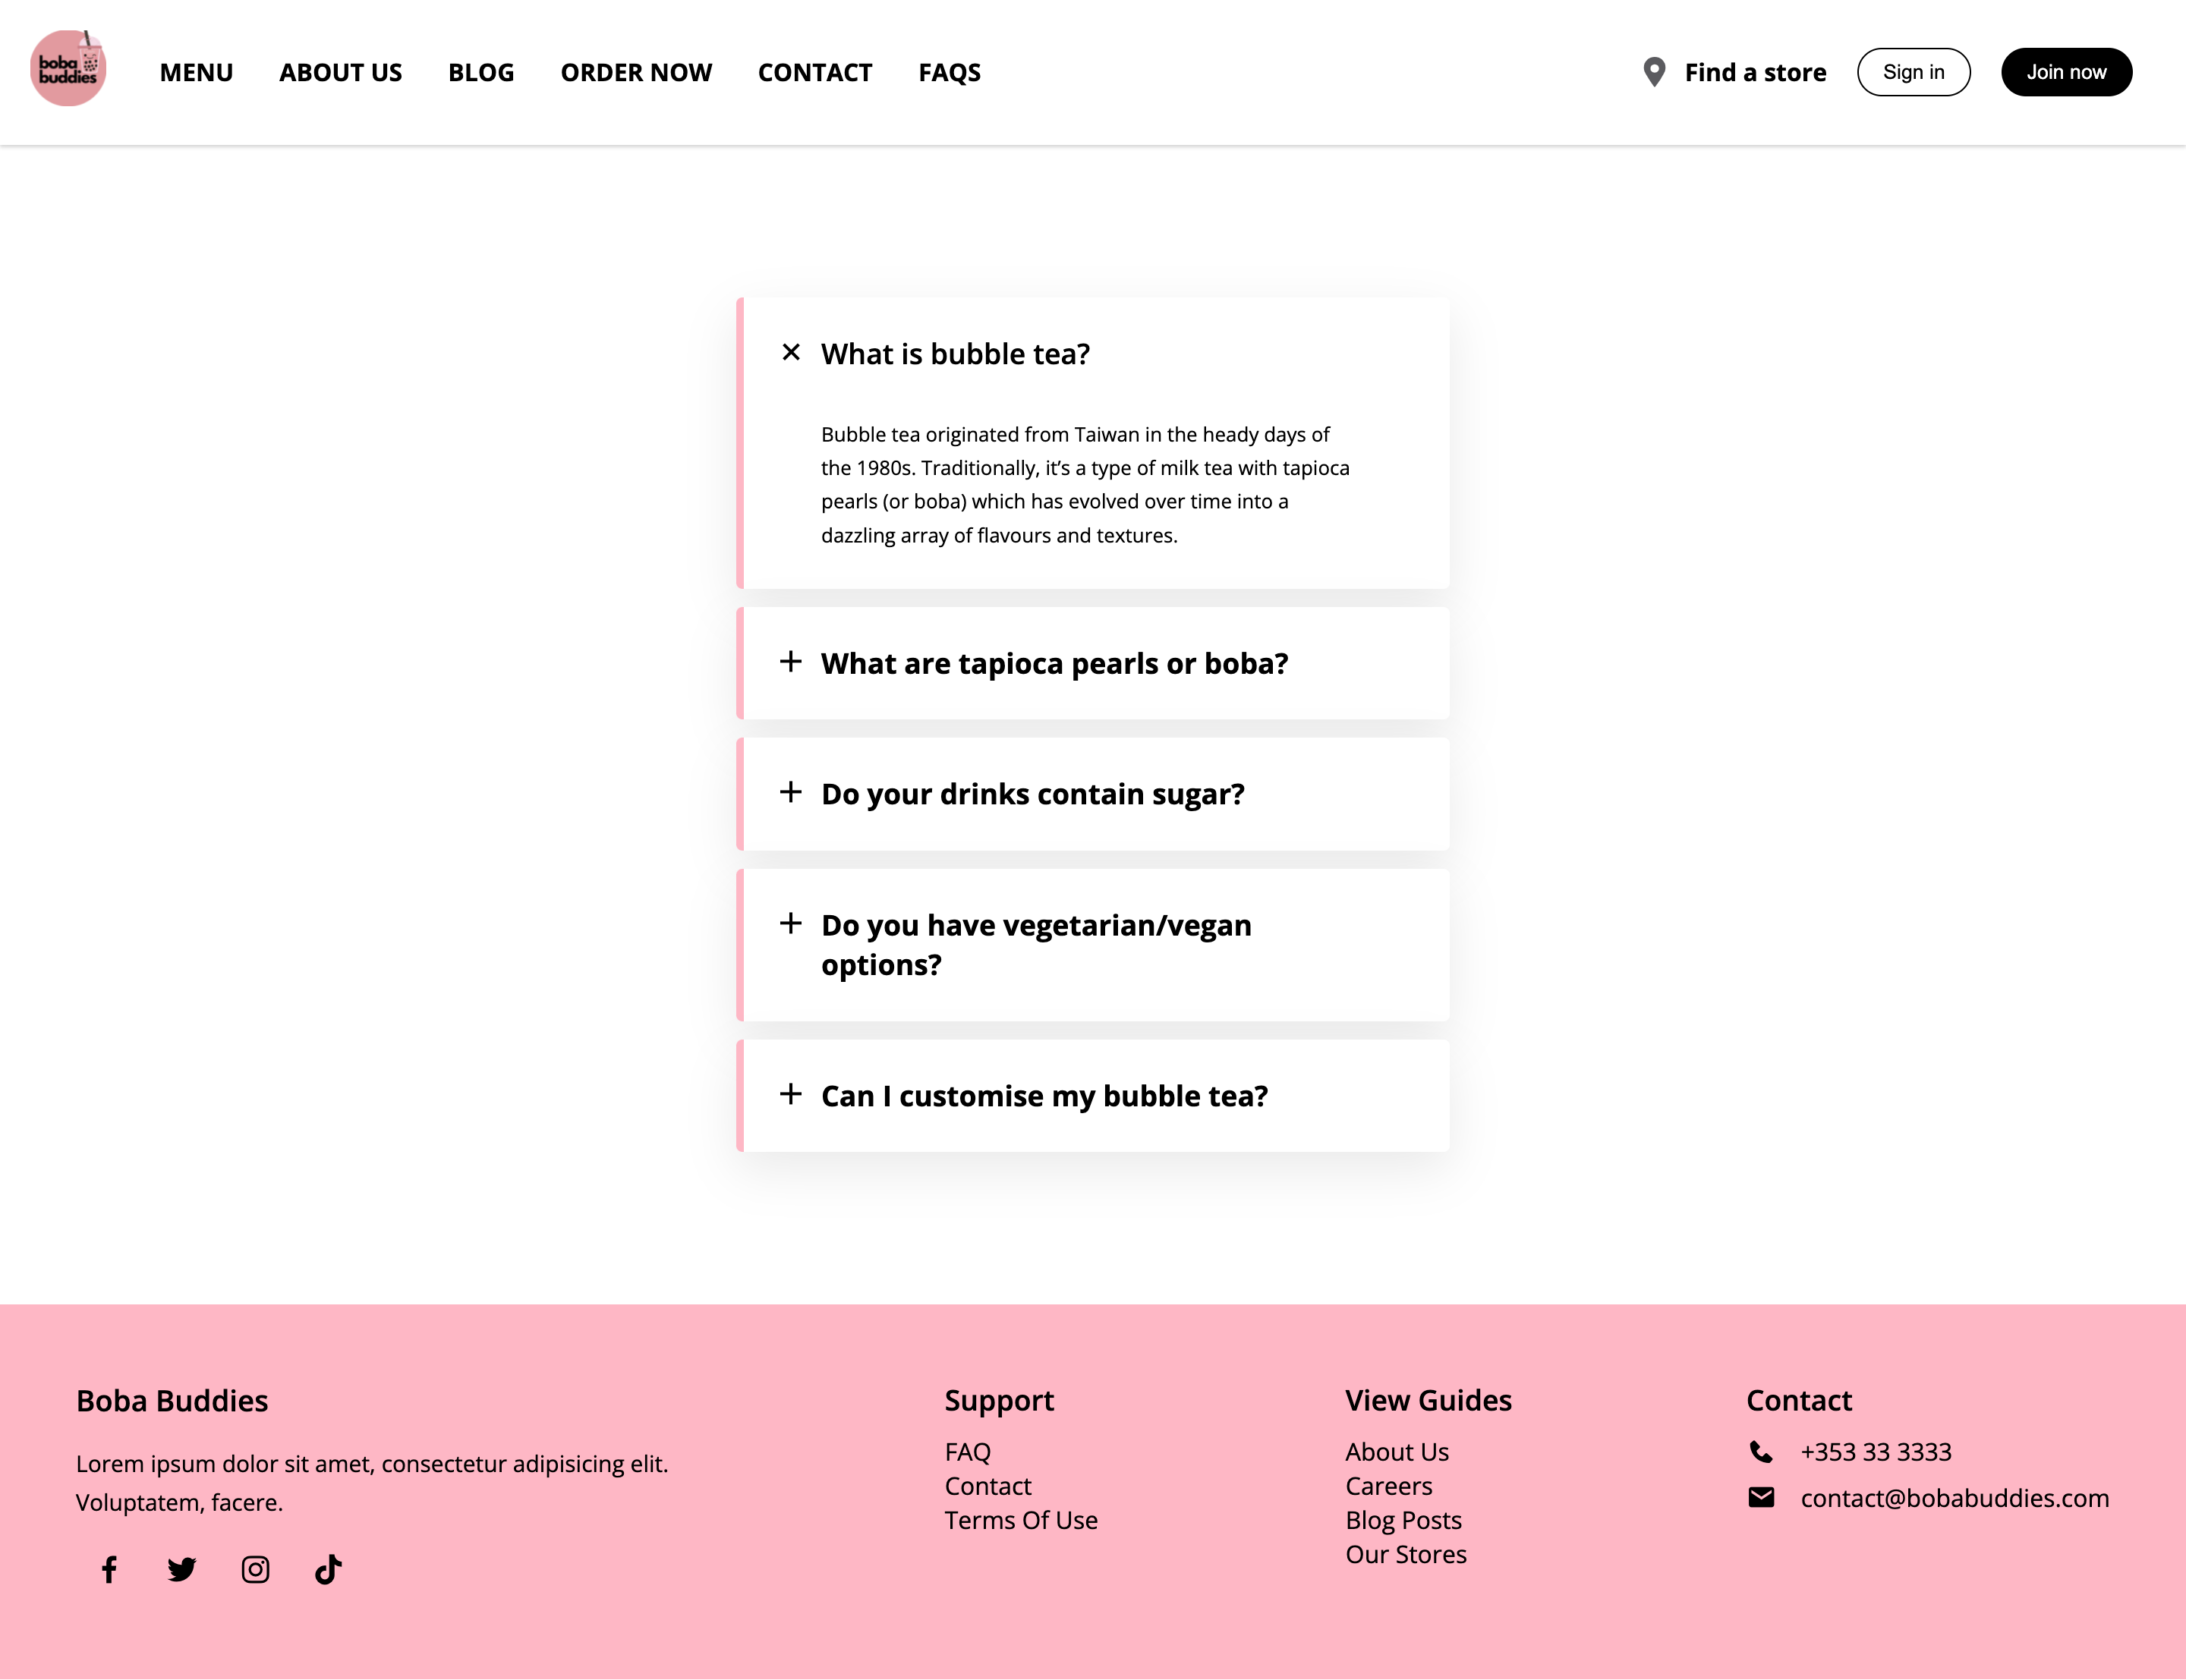 boba
buddies
MENU
ABOUT US
BLOG
ORDER NOW
CONTACT
FAQS
Find a store
Sign in
Join now
What is bubble tea?
Bubble tea originated from Taiwan in the heady days of
the 1980s. Traditionally, it’s a type of milk tea with tapioca
pearls (or boba) which has evolved over time into a
dazzling array of flavours and textures.
What are tapioca pearls or boba?
Do your drinks contain sugar?
Do you have vegetarian/vegan
options?
Can I customise my bubble tea?
Boba Buddies
Lorem ipsum dolor sit amet, consectetur adipisicing elit.
Voluptatem, facere.
Support
FAQ
Contact
Terms Of Use
View Guides
About Us
Careers
Blog Posts
Our Stores
Contact
+353 33 3333
contact@bobabuddies.com